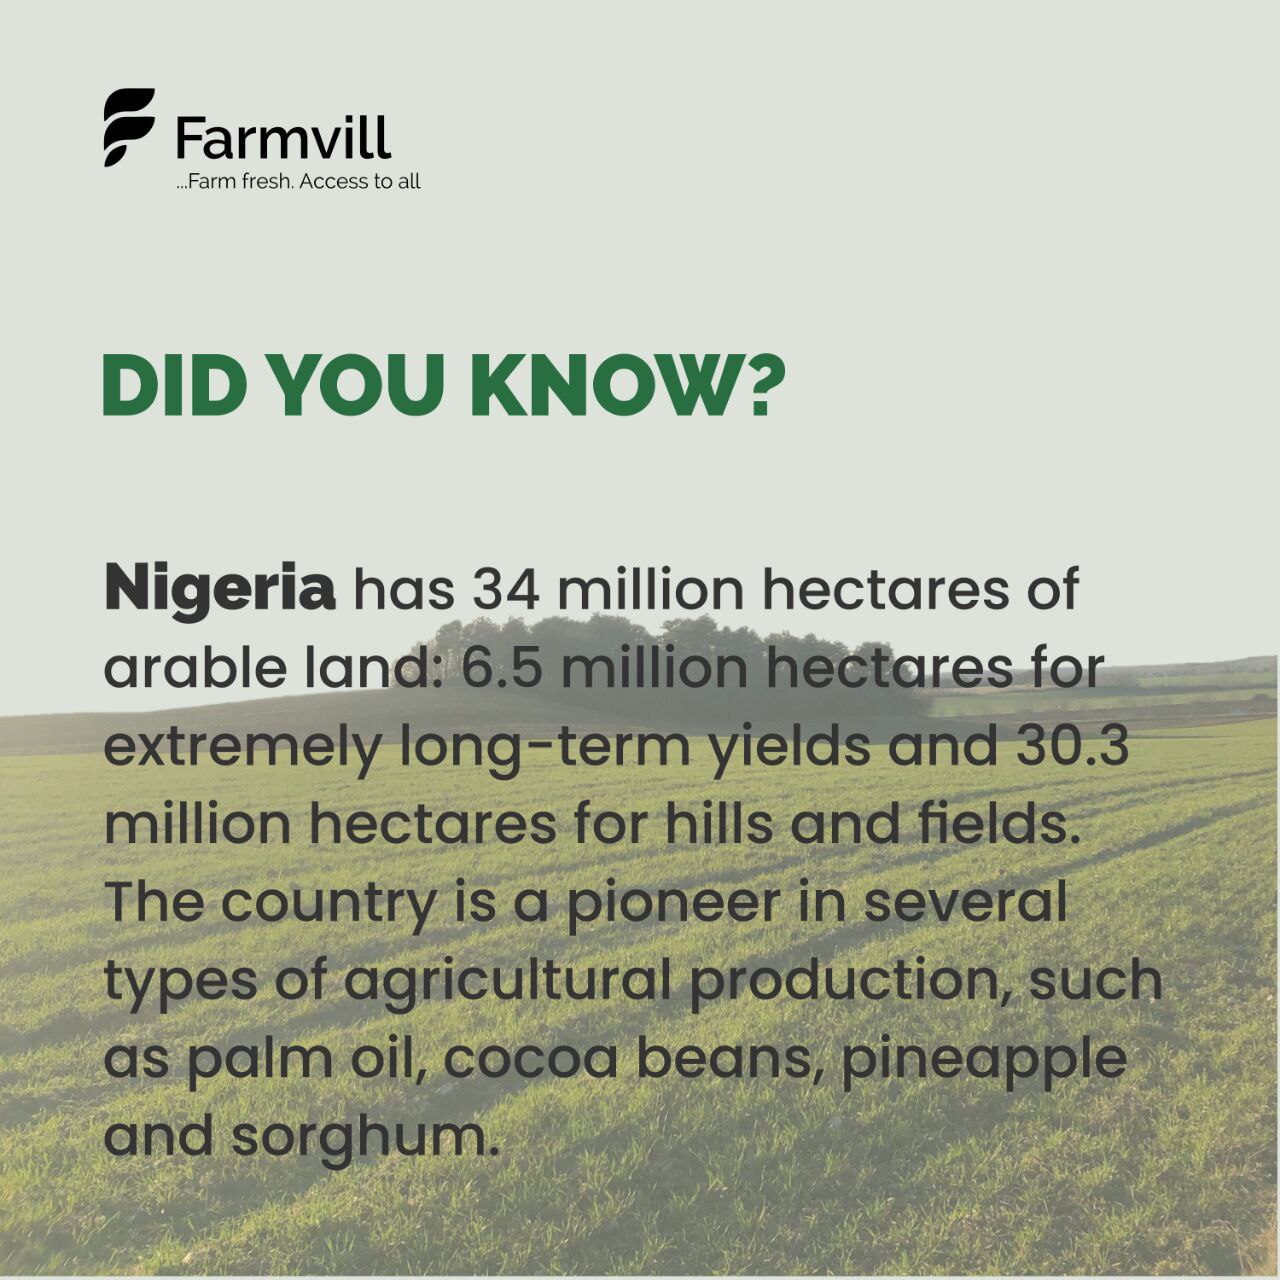 Farmvill
...Farm fresh. Access to all
DID YOU KNOW?
Nigeria has 34 million hectares of
arable land: 6.5 million hectares for
extremely long-term yields and 30.3
million hectares for hills and fields.
The country is a pioneer in several
types of agricultural production, such
as palm oil, cocoa beans, pineapple
and sorghum.